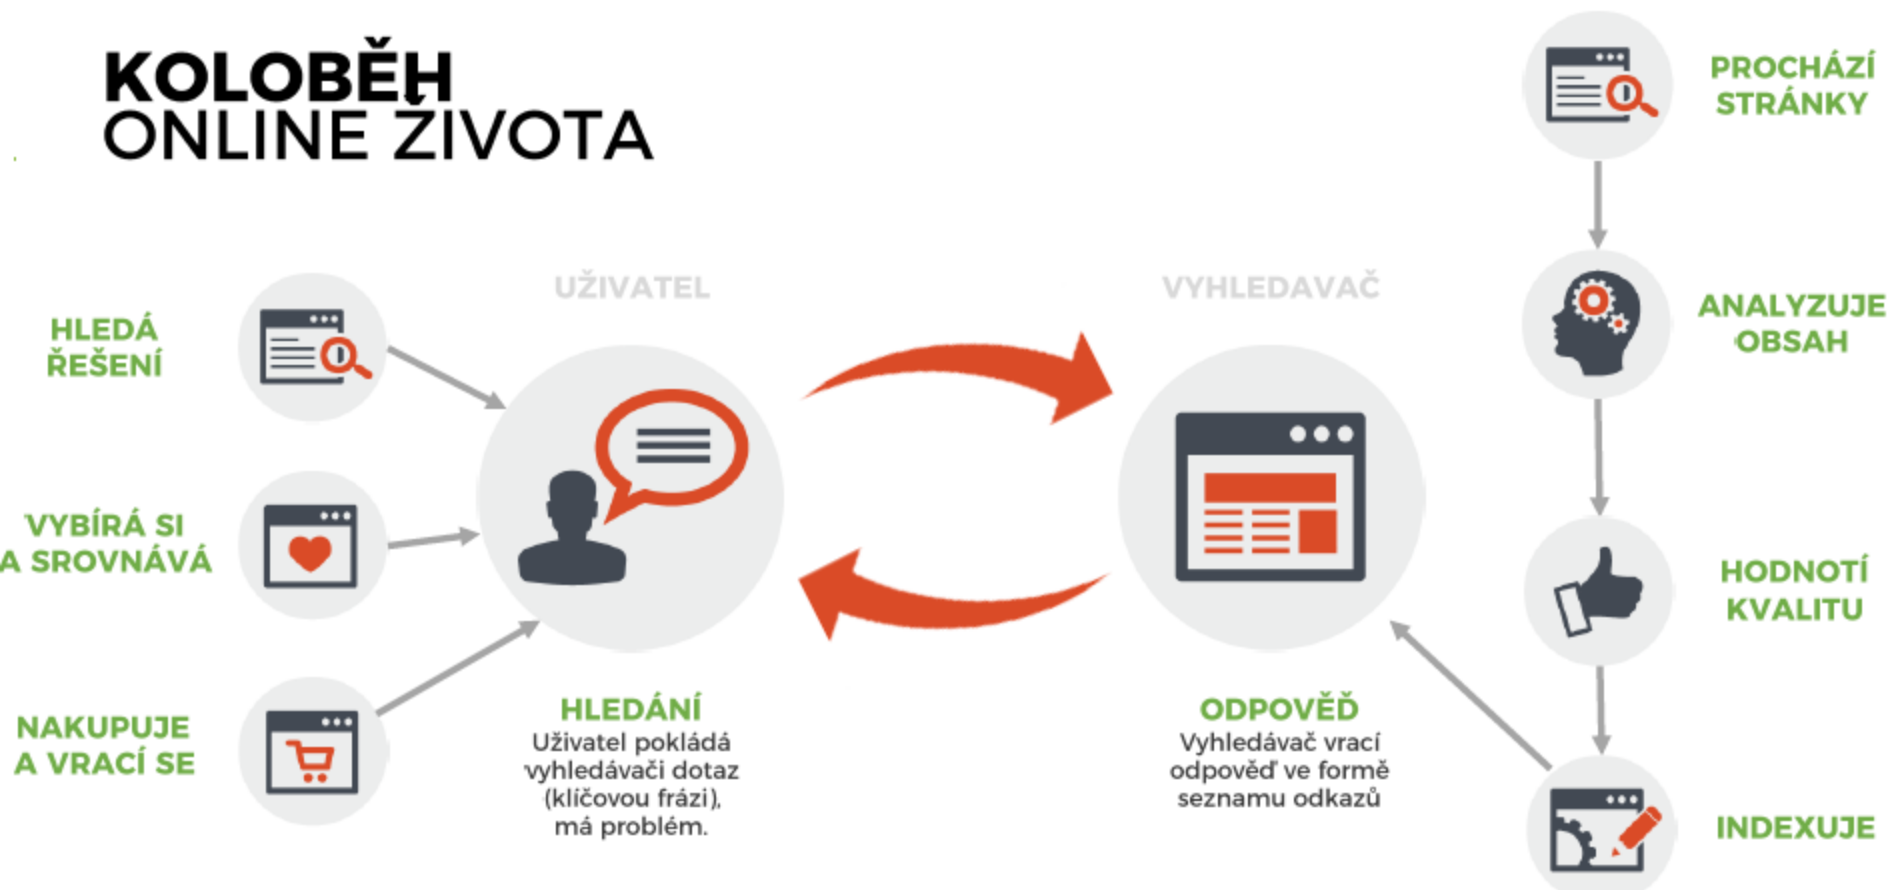 KOLOBĚH
ONLINE ŽIVOTA
HLEDÁ
ŘEŠENÍ
VYBÍRÁ SI
A SROVNÁVÁ
NAKUPUJE
A VRACÍ SE
UŽIVATEL
HLEDÁNÍ
Uživatel pokládá
vyhledávači dotaz
(klíčovou frázi),
má problém.
VYHLEDAVAČ
ODPOVĚĎ
Vyhledávač vrací
odpověď ve formě
seznamu odkazů
PROCHÁZÍ
STRÁNKY
ANALYZUJE
OBSAH
HODNOTÍ
KVALITU
INDEXUJE